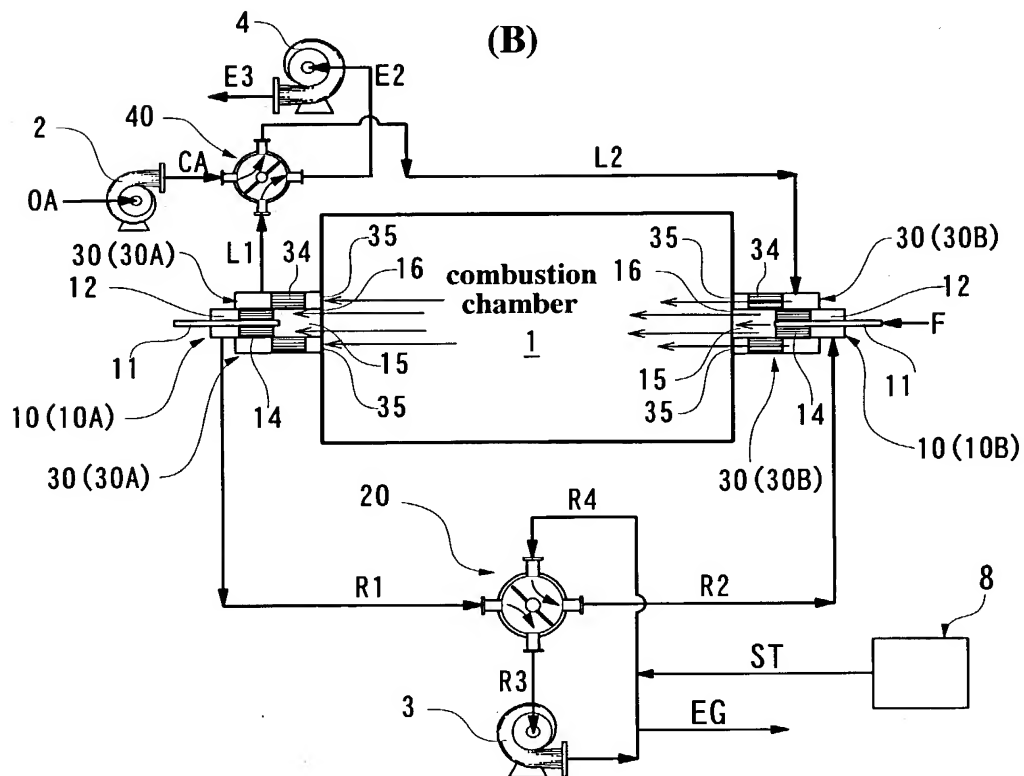 (B)
4
E3
E2
40
2
CA
L2
OA
L1
30(30A)
34
35
16
12
combustion
chamber
1
35
34
30(30B)
16
12
F
11
14
15
35
10(10A)
30(30A)
15
35
14
11
30(30B)
10(10B)
20
R4
R1
R2
8
ST
R3
3
EG